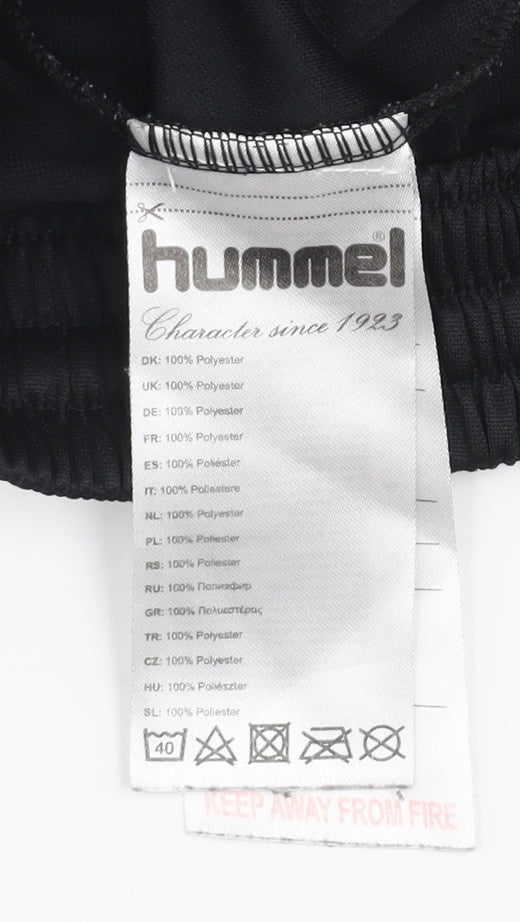 hummel®
Character since 1923
DK: 100% Polyester
UK: 100% Polyester
DE: 100% Polyester
FR: 100% Polyester
ES: 100% Poliéster
IT: 100% Poliestere
NL: 100% Polyester
PL: 100% Poliester
RS: 100% Poliester
RU: 100% Полиэфир
GR: 100% Πολυεστέρας
TR: 100% Polyester
CZ: 100% Polyester
HU: 100% Poliészter
SL: 100% Poliester
40
KEEP AWAY FROM FIRE